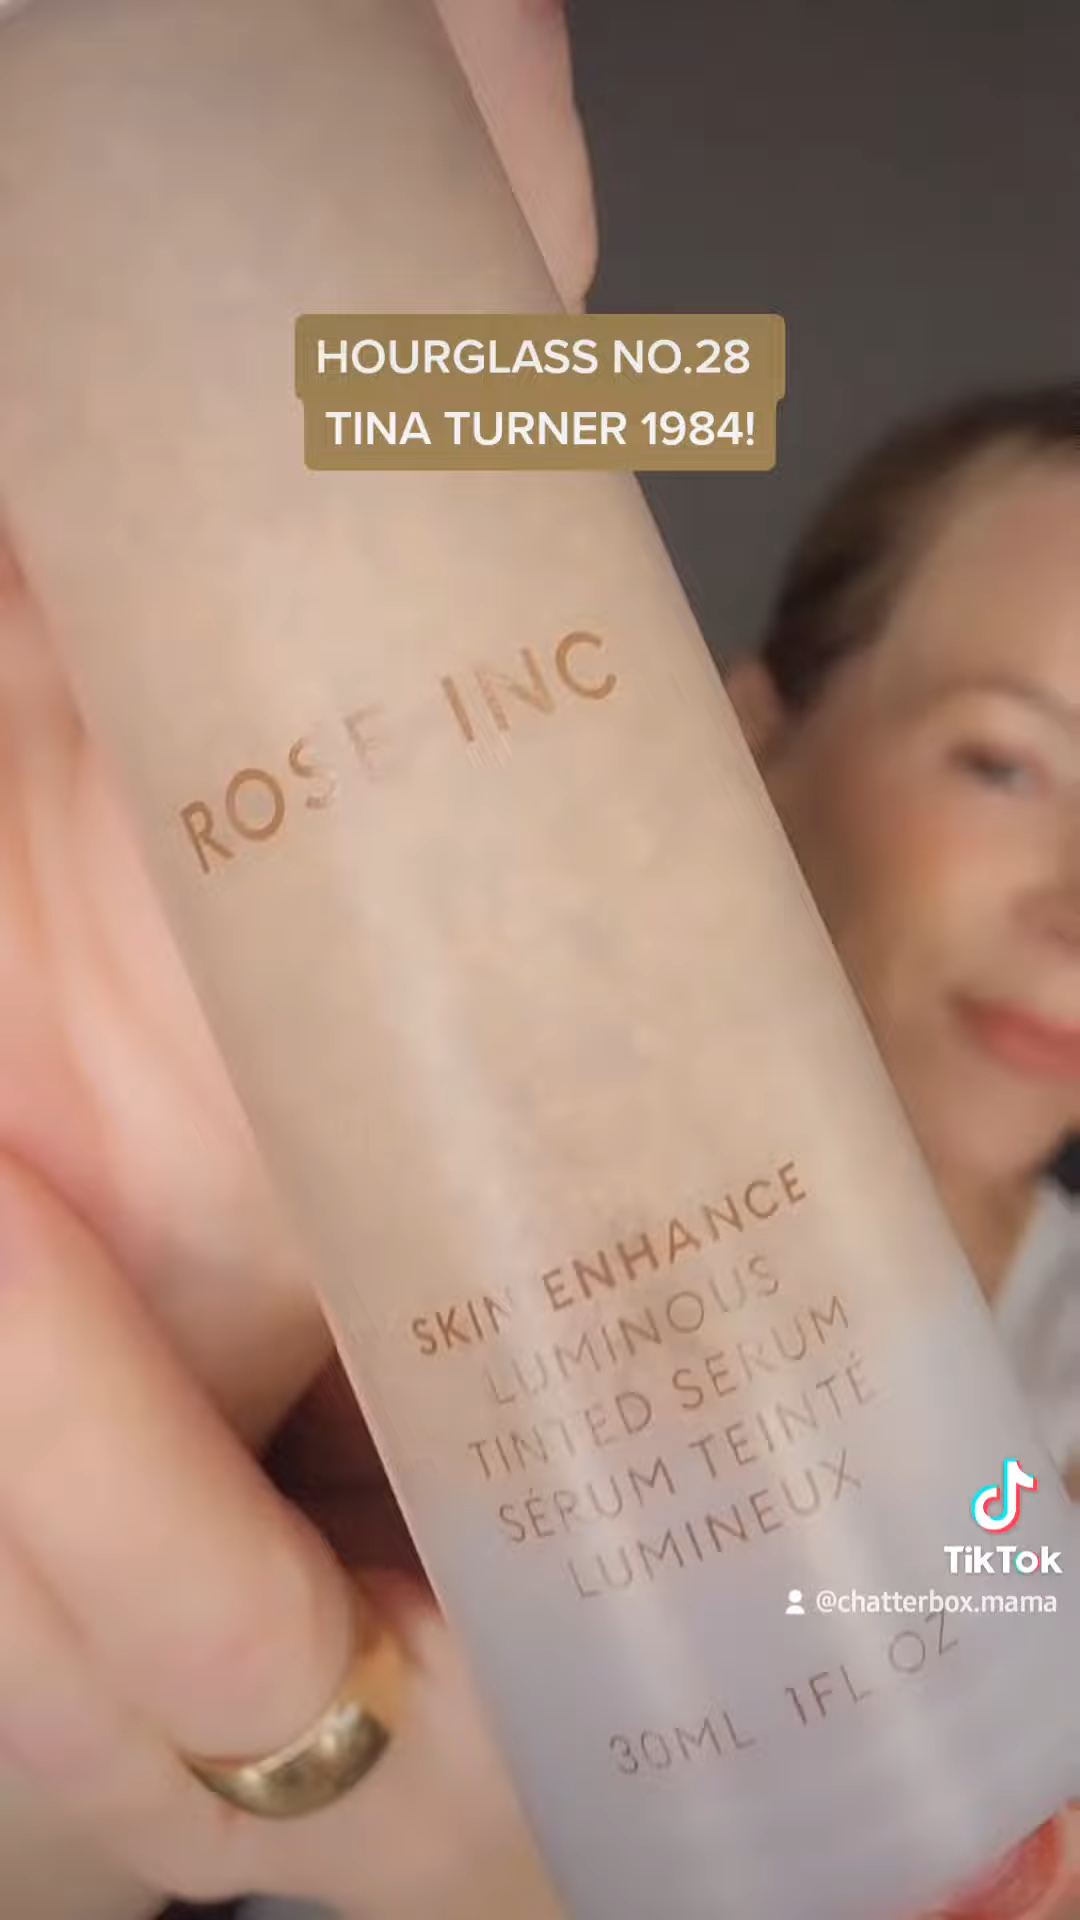 HOURGLASS NO.28
TINA TURNER 1984!
ROSE INC
SKIN ENHANCE
LUMINOUS
TINTED SERUM
SÉRUM TEINTÉ
LUMINEUX
30ML 1FL OZ
TikTok
@chatterbox.mama